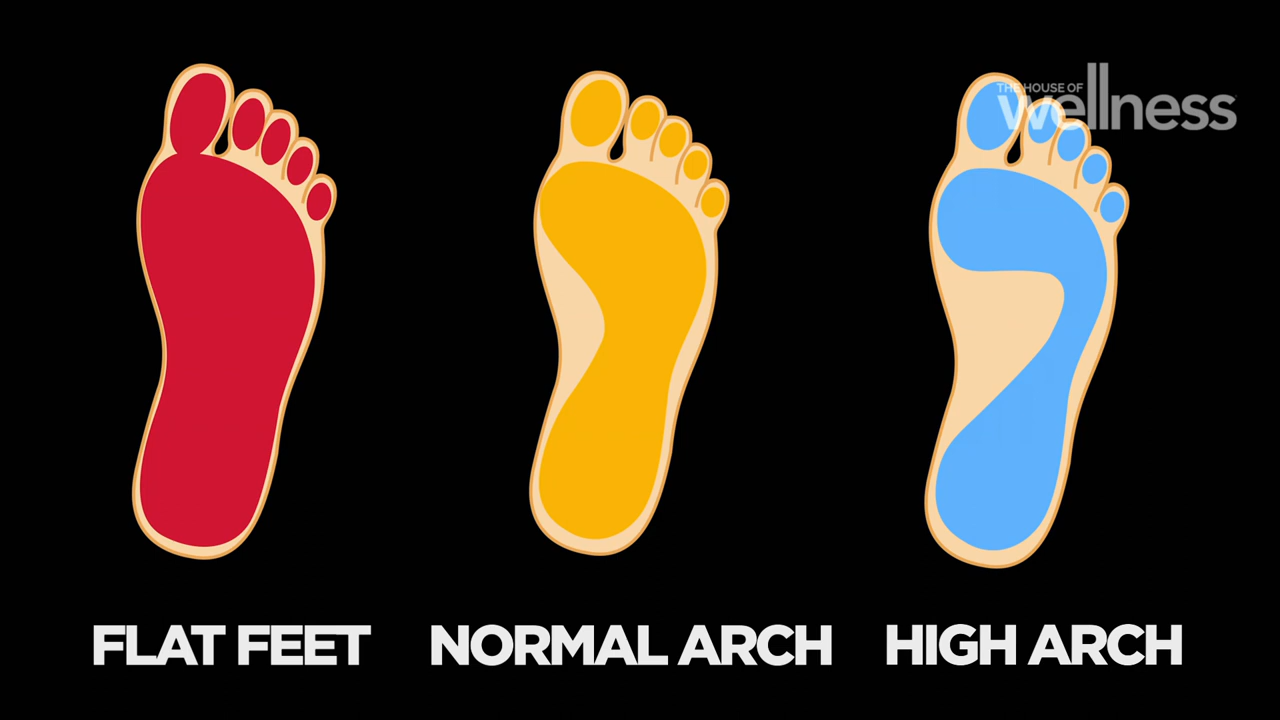 THE HOUSE OF
wellness
FLAT FEET
NORMAL ARCH
HIGH ARCH